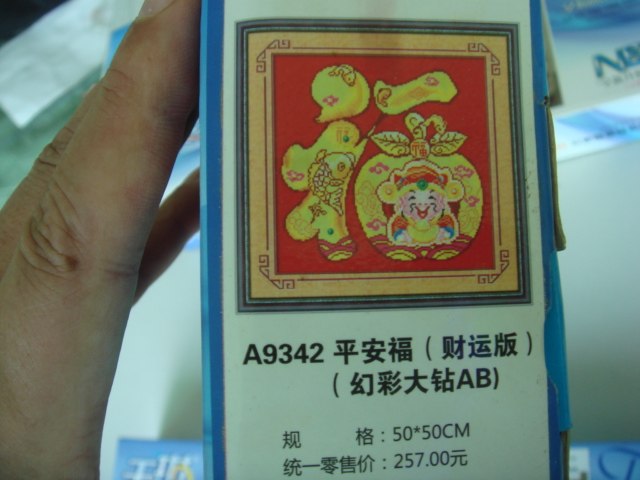 A9342 平安福（财运版）
（幻彩大钻AB)
规 格：50*50CM
统一零售价：257.00元